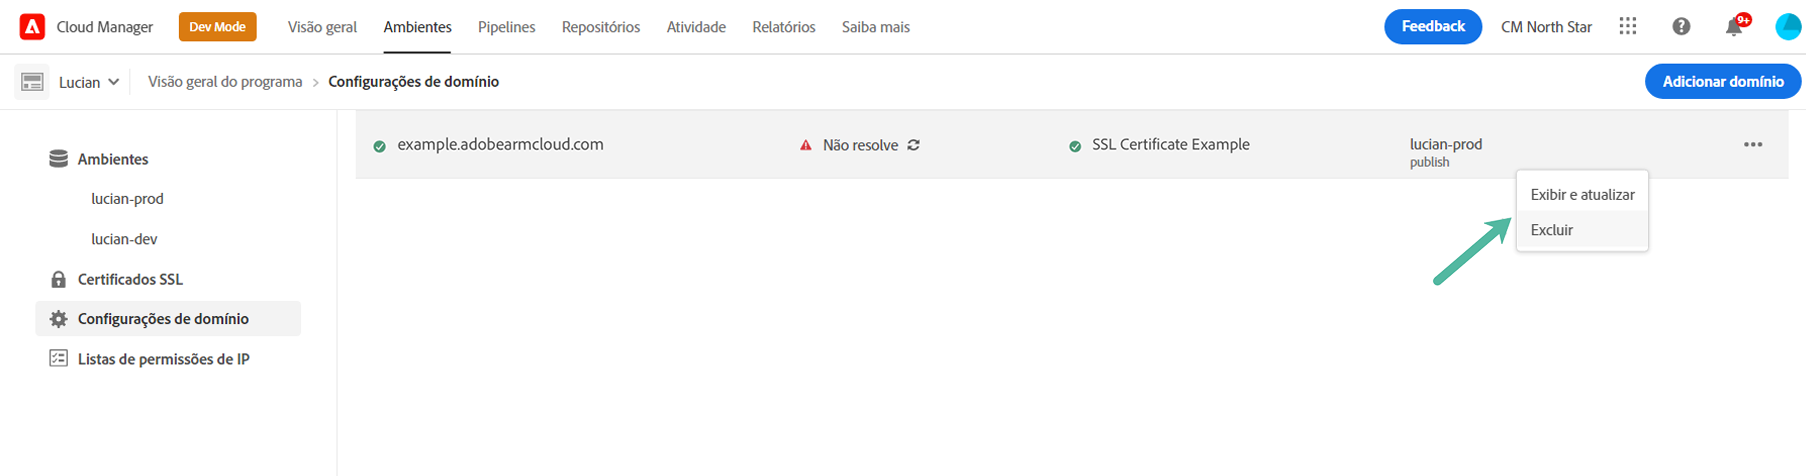 Cloud Manager Dev Mode Visão geral Ambientes Pipelines Repositórios Atividade Relatórios Saiba mais Feedback CM North Star 9+
Lucian Visão geral do programa > Configurações de domínio Adicionar domínio
example.adobearmcloud.com Não resolve SSL Certificate Example lucian-prod
publish
Exibir e atualizar
Excluir
Ambientes
lucian-prod
lucian-dev
Certificados SSL
Configurações de domínio
Listas de permissões de IP